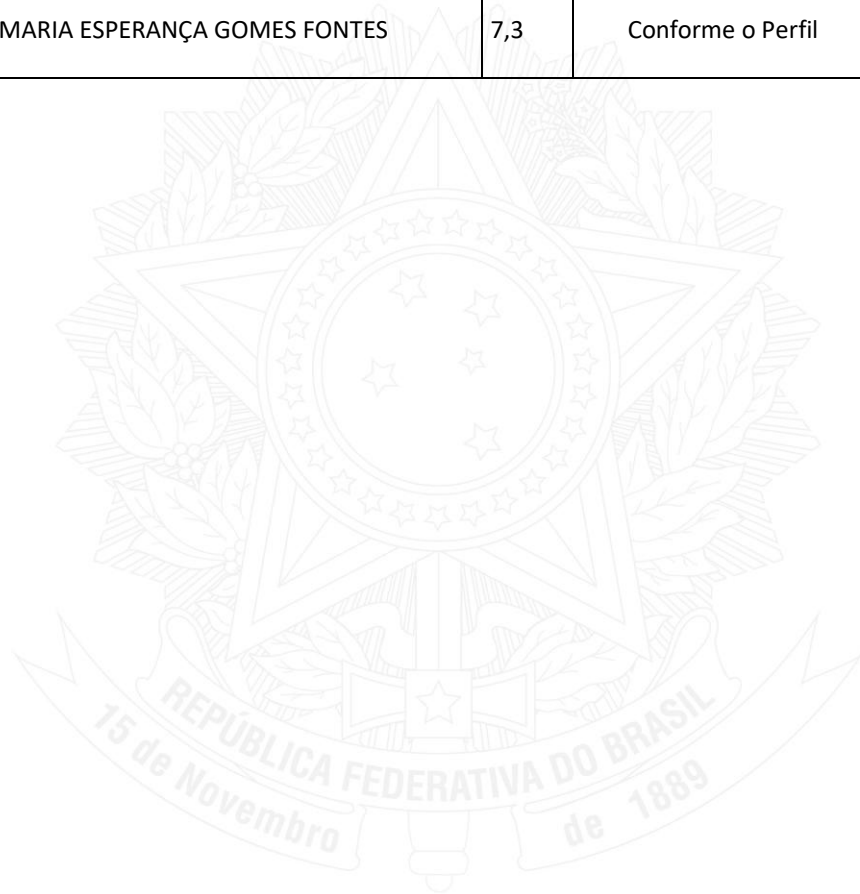 MARIA ESPERANÇA GOMES FONTES 7,3 Conforme o Perfil
REPÚBLICA FEDERATIVA DO BRASIL
15 de Novembro de 1889